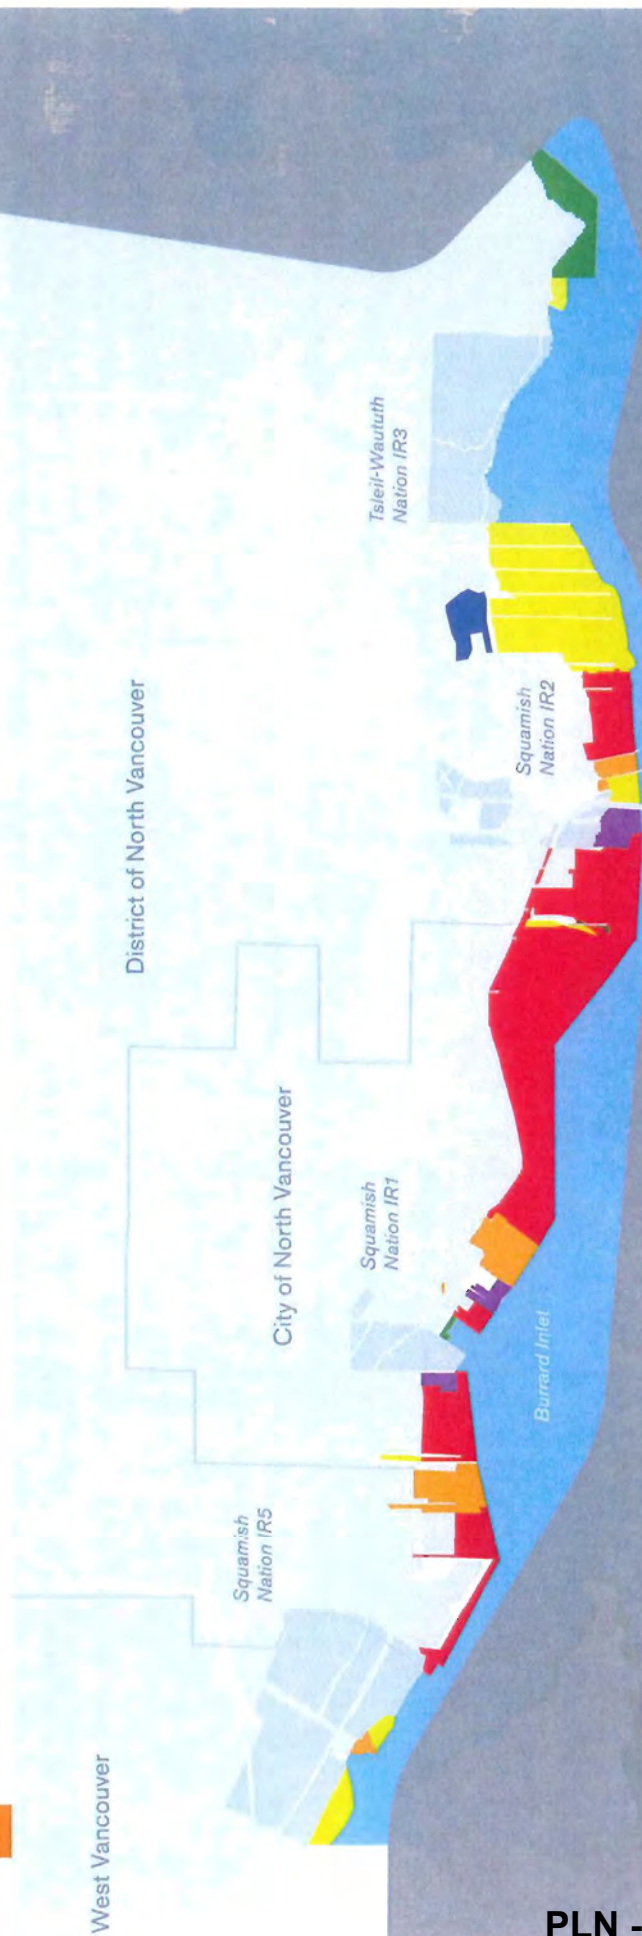 Tsleil-Waututh
Nation IR3
Squamish
Nation IR2
District of North Vancouver
City of North Vancouver
Squamish
Nation IR1
Burrard Inlet
Squamish
Nation IR5
West Vancouver
PLN -